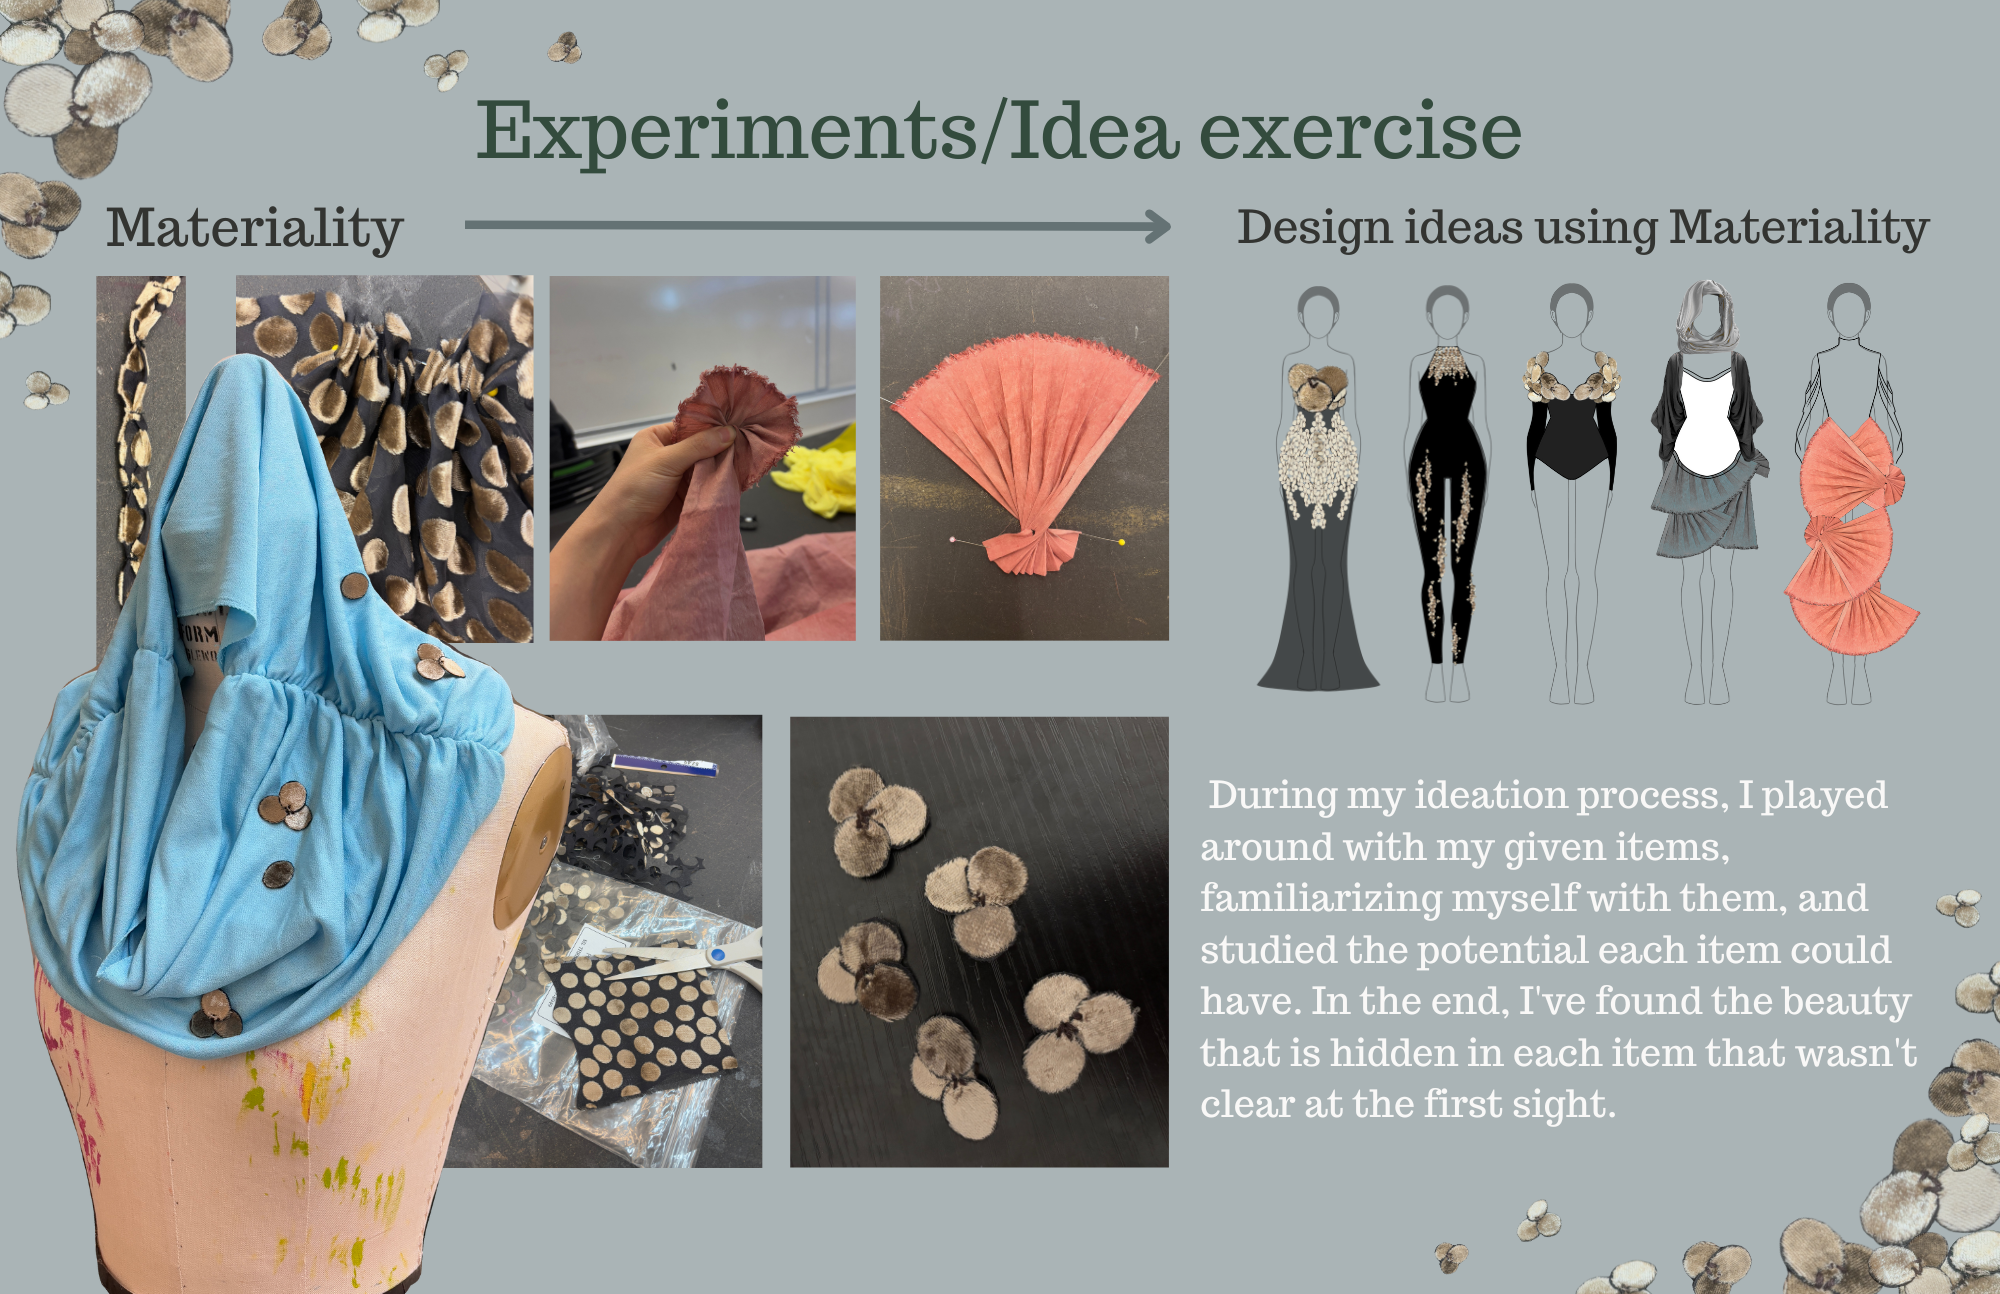 Experiments/Idea exercise
Materiality
Design ideas using Materiality
FORM
BLEND
During my ideation process, I played
around with my given items,
familiarizing myself with them, and
studied the potential each item could
have. In the end, I've found the beauty
that is hidden in each item that wasn't
clear at the first sight.